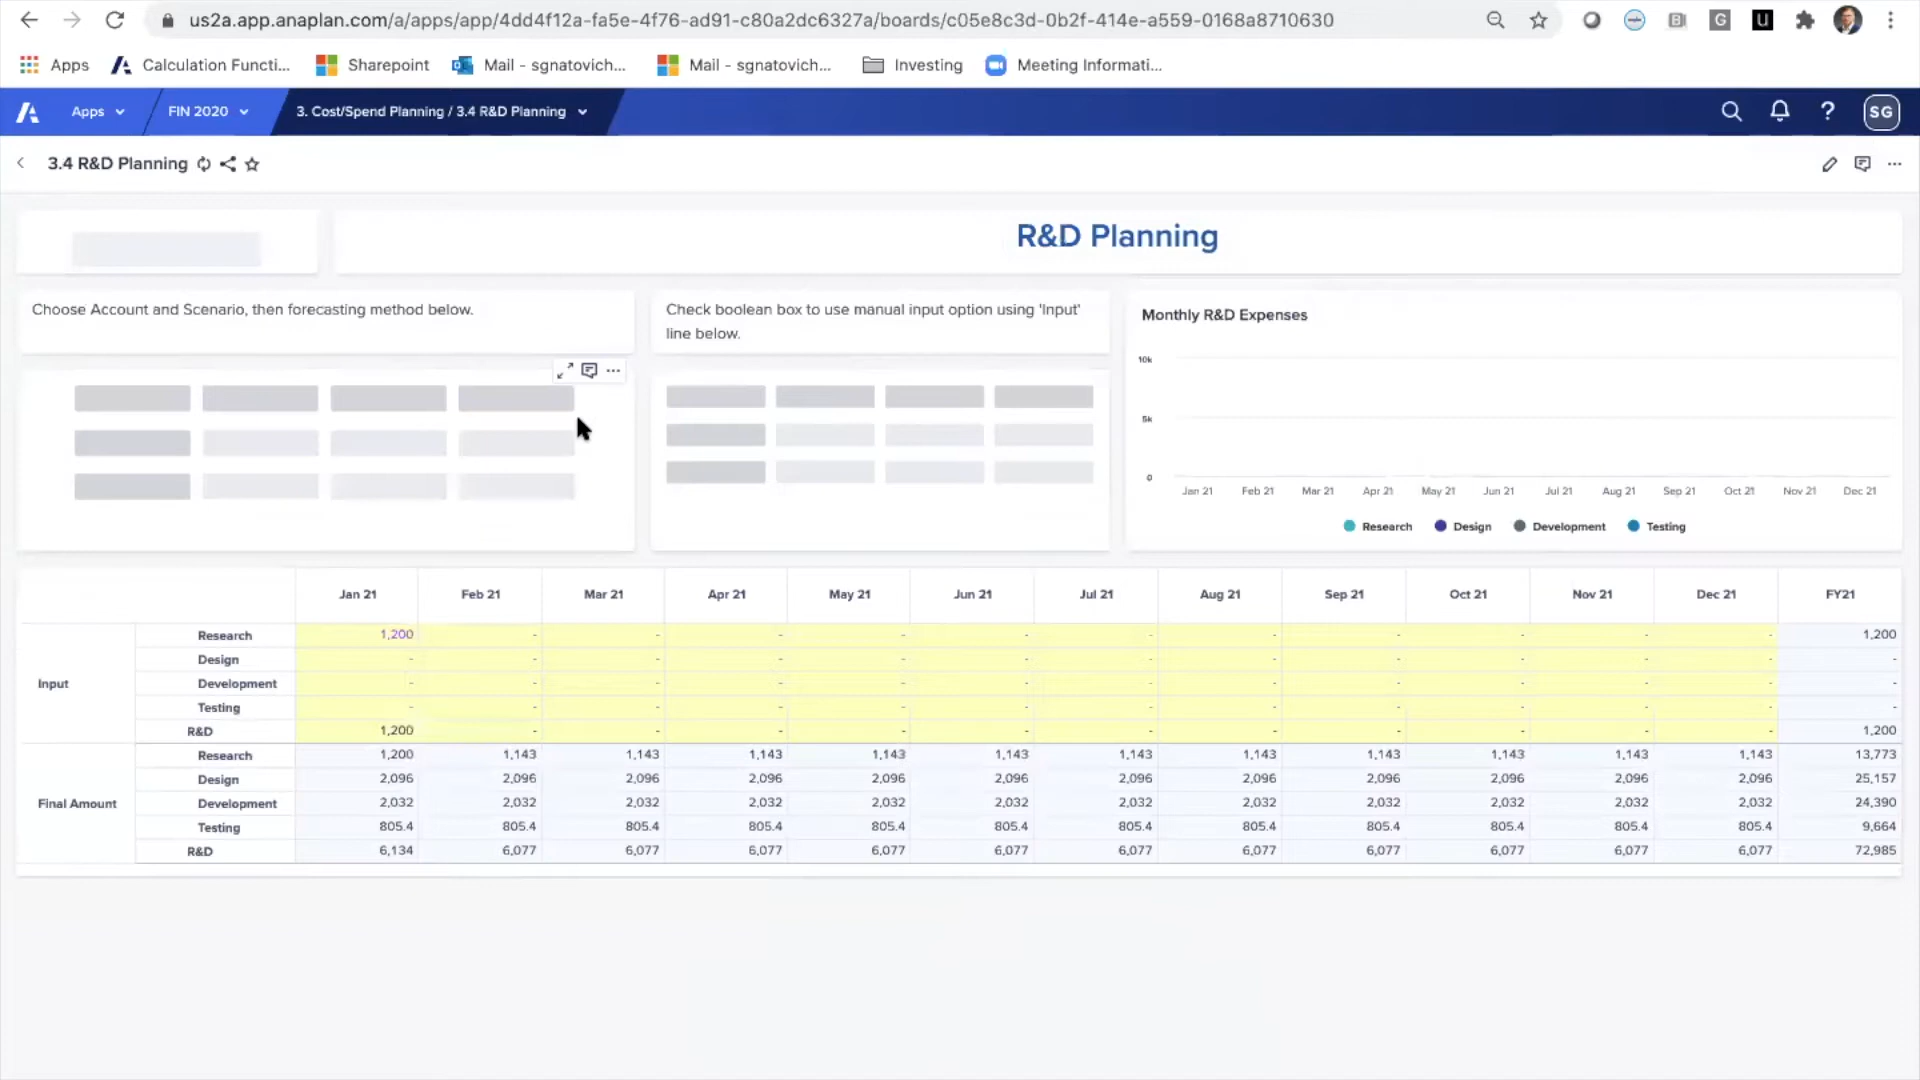 us2a.app.anaplan.com/a/apps/app/4dd4f12a-fa5e-4f76-ad91-c80a2dc6327a/boards/c05e8c3d-0b2f-414e-a559-0168a8710630
Apps Calculation Functi... Sharepoint Mail - sgnatovich... Mail - sgnatovich... Investing Meeting Informati...
Apps FIN 2020 3. Cost/Spend Planning / 3.4 R&D Planning ? SG
3.4 R&D Planning
R&D Planning
Choose Account and Scenario, then forecasting method below.
Check boolean box to use manual input option using 'Input'
line below.
Monthly R&D Expenses
10k
5k
0
Jan 21 Feb 21 Mar 21 Apr 21 May 21 Jun 21 Jul 21 Aug 21 Sep 21 Oct 21 Nov 21 Dec 21
Research Design Development Testing
Jan 21 Feb 21 Mar 21 Apr 21 May 21 Jun 21 Jul 21 Aug 21 Sep 21 Oct 21 Nov 21 Dec 21 FY21
Input
Research 1,200 - - - - - - - - - - - 1,200
Design - - - - - - - - - - - - -
Development - - - - - - - - - - - - -
Testing - - - - - - - - - - - - -
R&D 1,200 - - - - - - - - - - - 1,200
Final Amount
Research 1,200 1,143 1,143 1,143 1,143 1,143 1,143 1,143 1,143 1,143 1,143 1,143 13,773
Design 2,096 2,096 2,096 2,096 2,096 2,096 2,096 2,096 2,096 2,096 2,096 2,096 25,157
Development 2,032 2,032 2,032 2,032 2,032 2,032 2,032 2,032 2,032 2,032 2,032 2,032 24,390
Testing 805.4 805.4 805.4 805.4 805.4 805.4 805.4 805.4 805.4 805.4 805.4 805.4 9,664
R&D 6,134 6,077 6,077 6,077 6,077 6,077 6,077 6,077 6,077 6,077 6,077 6,077 72,985